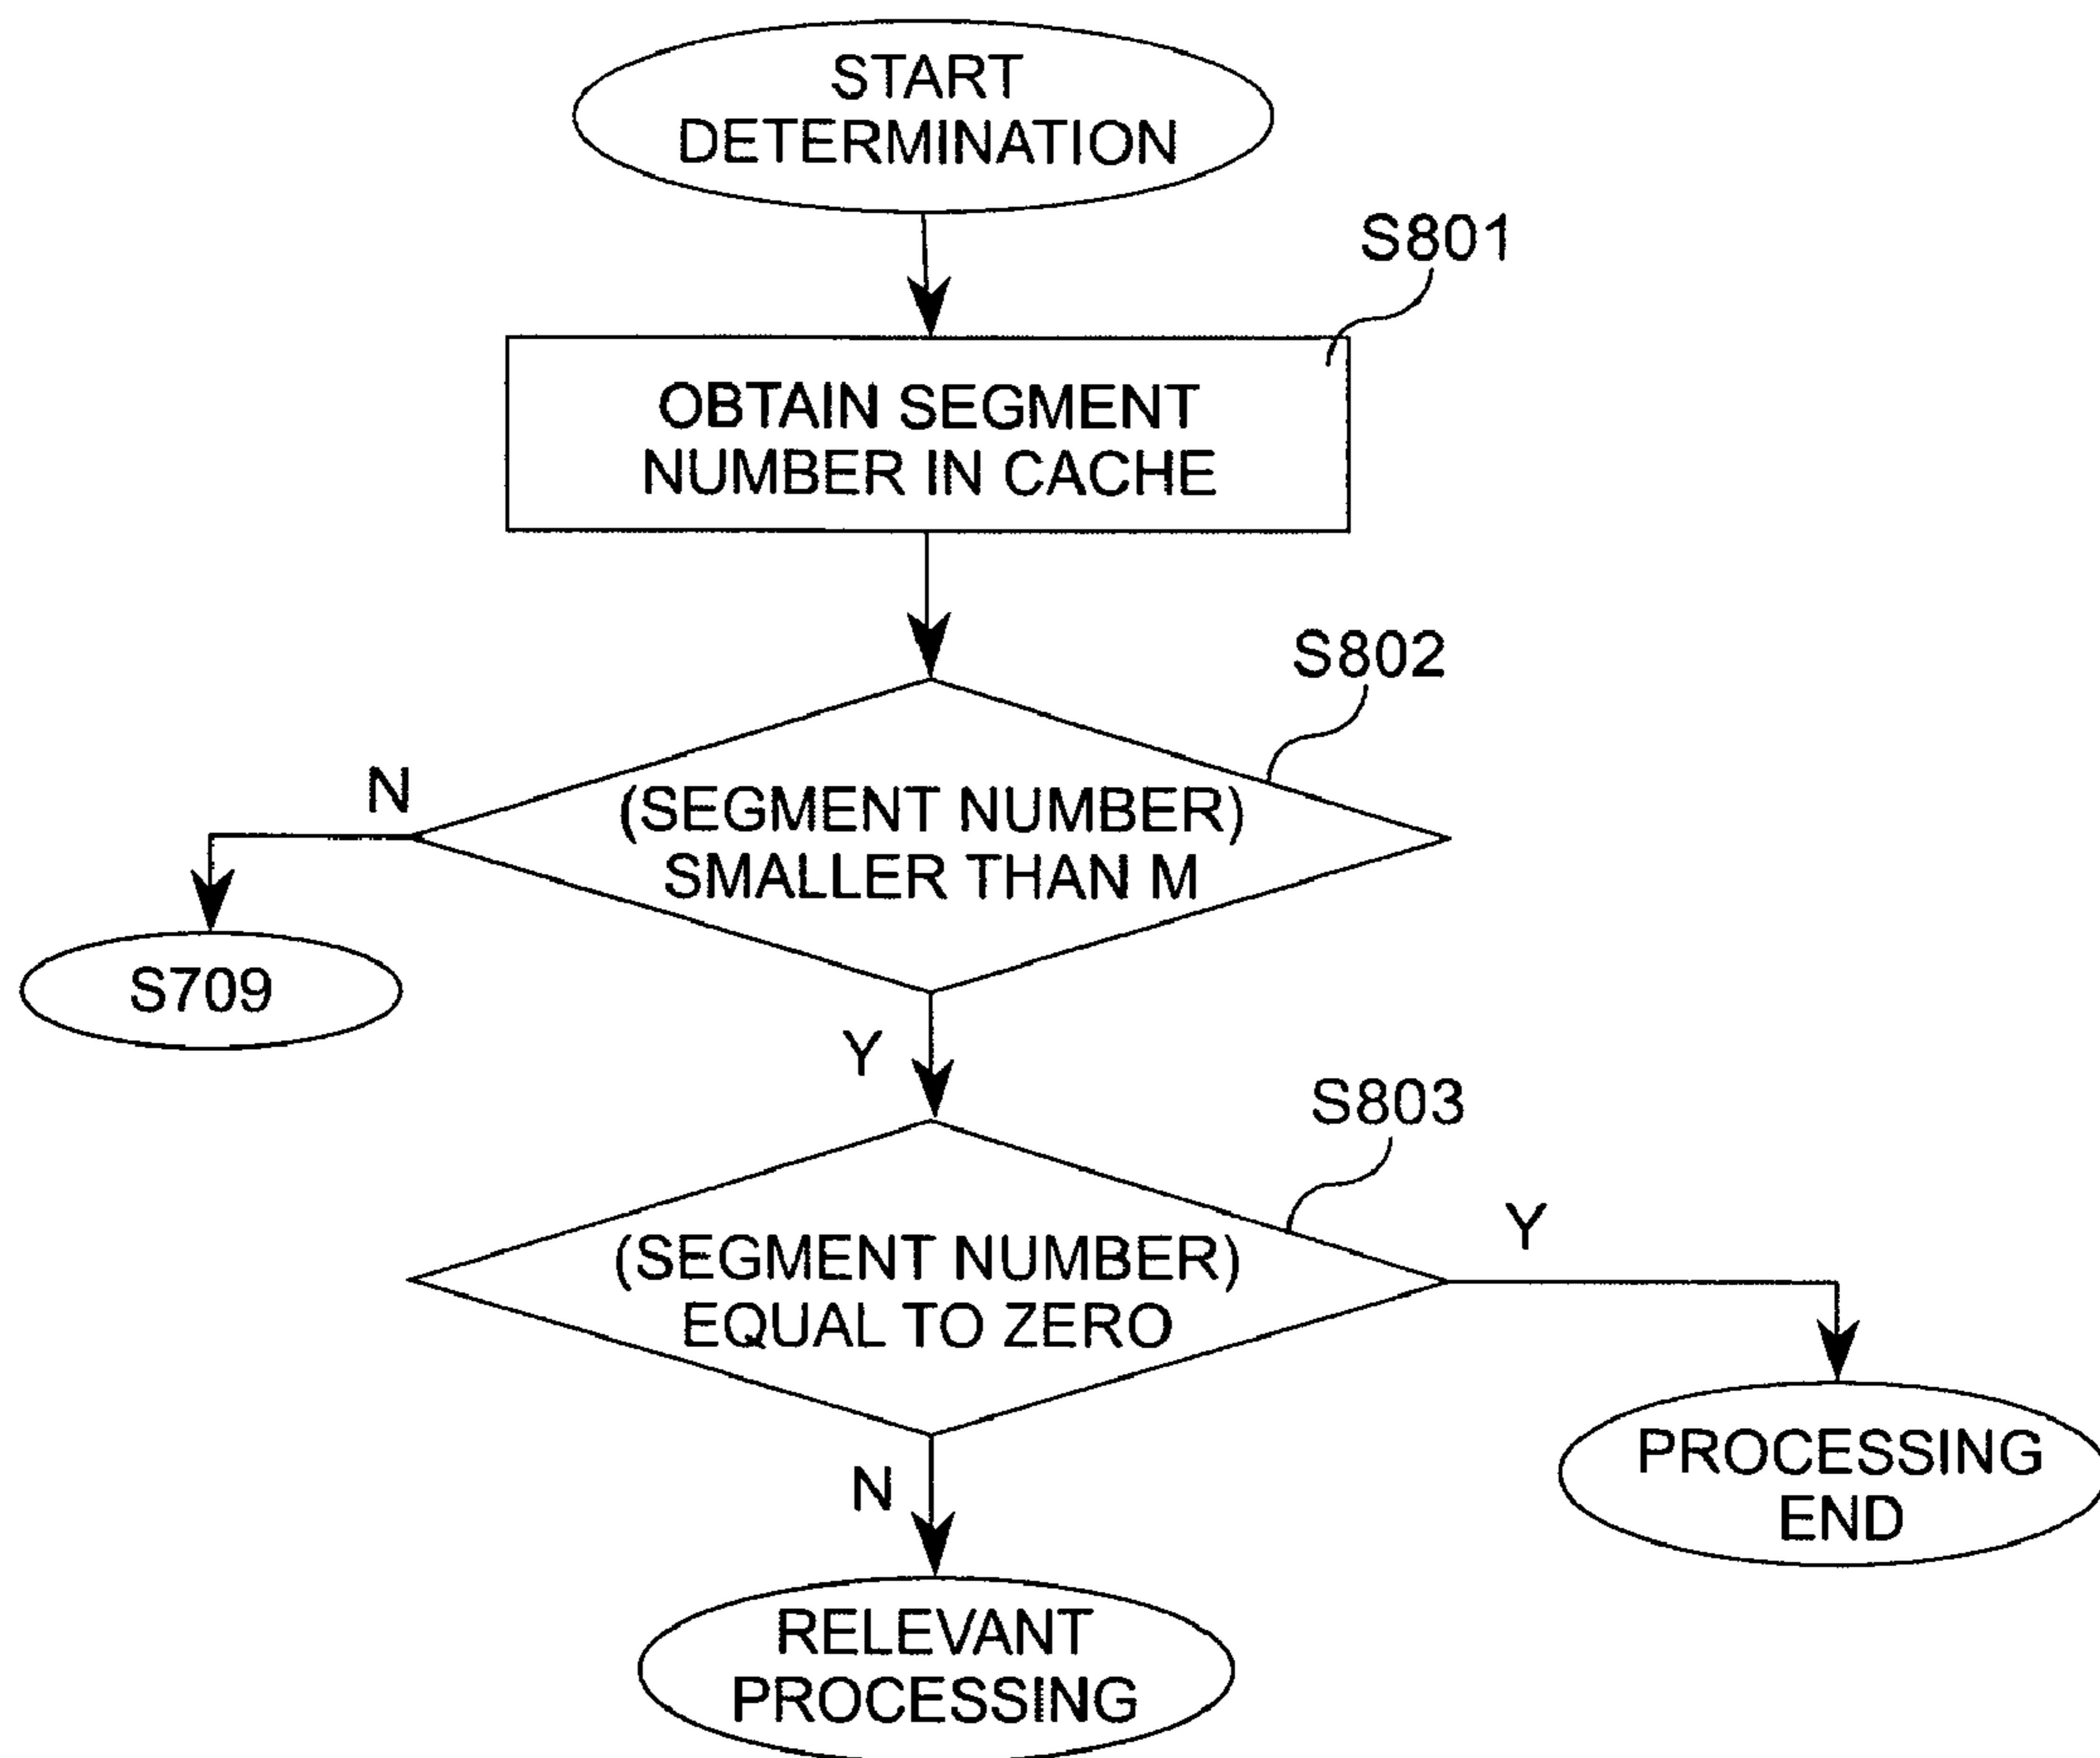 START
DETERMINATION
S801
OBTAIN SEGMENT
NUMBER IN CACHE
S802
N
(SEGMENT NUMBER)
SMALLER THAN M
S709
Y
S803
(SEGMENT NUMBER)
EQUAL TO ZERO
Y
N
PROCESSING
END
RELEVANT
PROCESSING